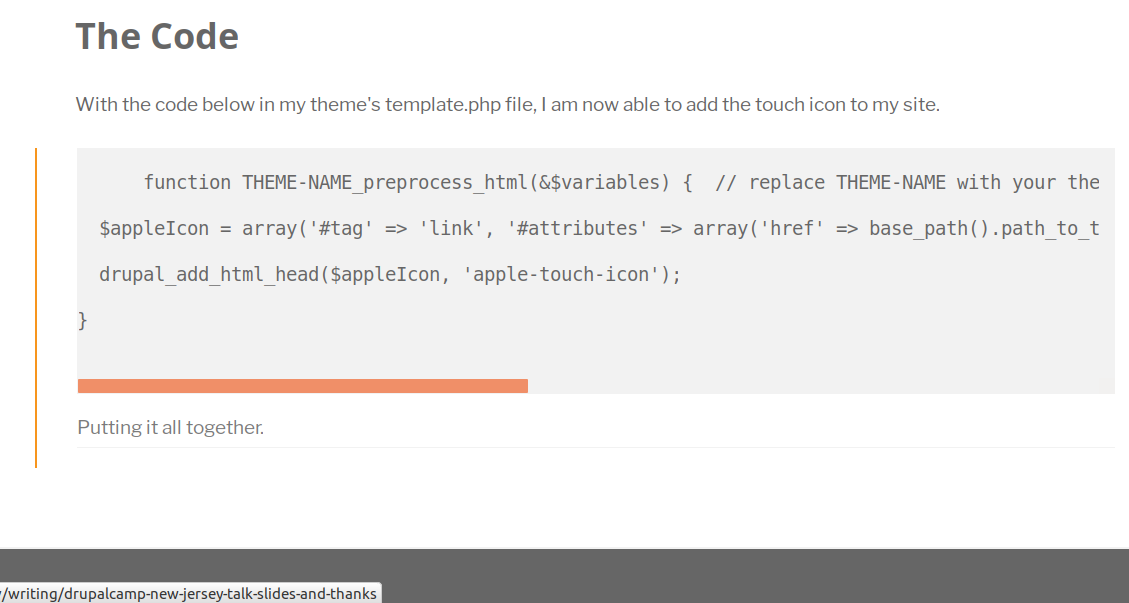 The Code
With the code below in my theme's template.php file, I am now able to add the touch icon to my site.
function THEME-NAME_preprocess_html(&$variables) {  // replace THEME-NAME with your the
$appleIcon = array('#tag' => 'link', '#attributes' => array('href' => base_path().path_to_t
drupal_add_html_head($appleIcon, 'apple-touch-icon');
}
Putting it all together.
/writing/drupalcamp-new-jersey-talk-slides-and-thanks